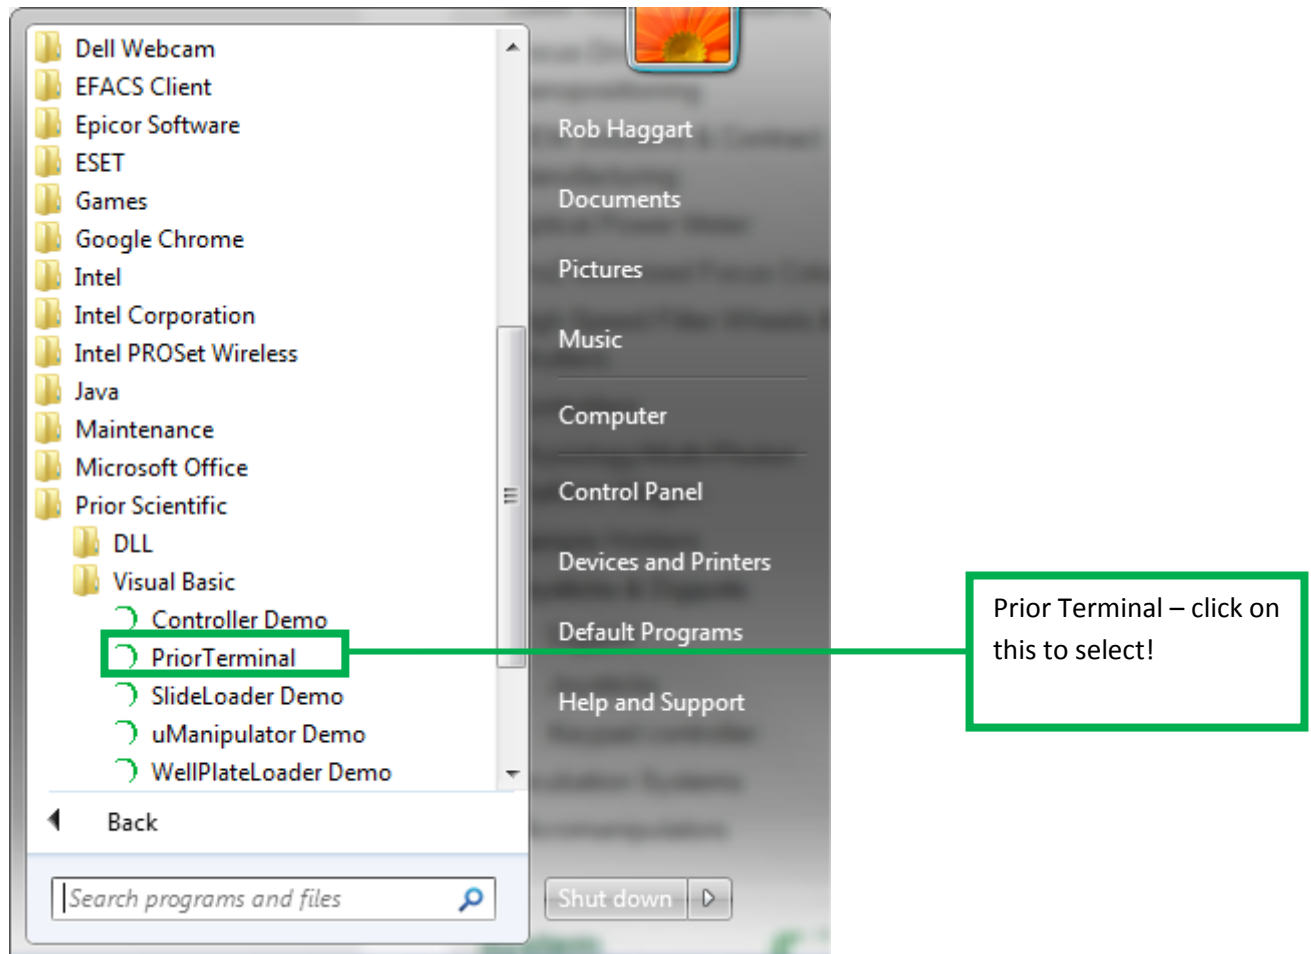 Dell Webcam
EFACS Client
Epicor Software
ESET
Games
Google Chrome
Intel
Intel Corporation
Intel PROSet Wireless
Java
Maintenance
Microsoft Office
Prior Scientific
DLL
Visual Basic
Controller Demo
PriorTerminal
SlideLoader Demo
uManipulator Demo
WellPlateLoader Demo
Back
Search programs and files
Rob Haggart
Documents
Pictures
Music
Computer
Control Panel
Devices and Printers
Default Programs
Help and Support
Shut down
Prior Terminal – click on
this to select!